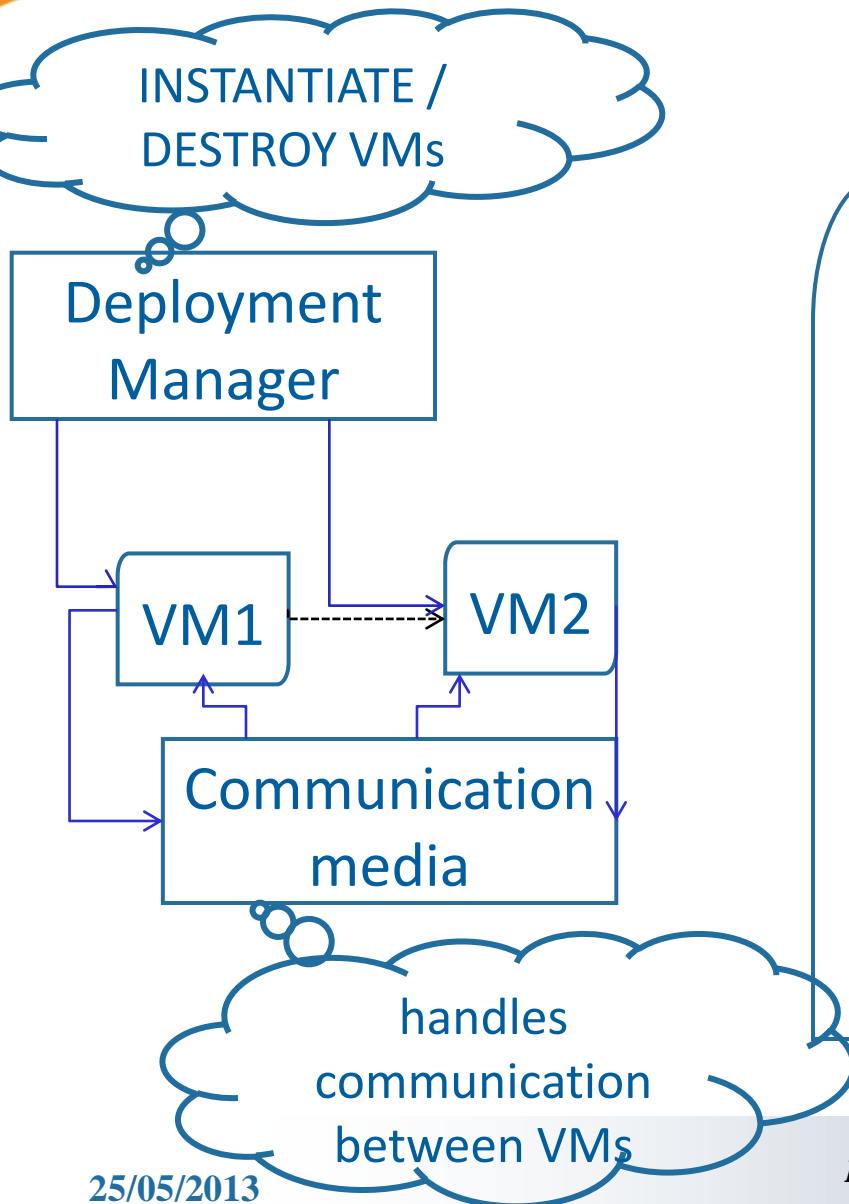 INSTANTIATE /
DESTROY VMs
Deployment
Manager
VM1
VM2
Communication
media
handles
communication
between VMs
25/05/2013